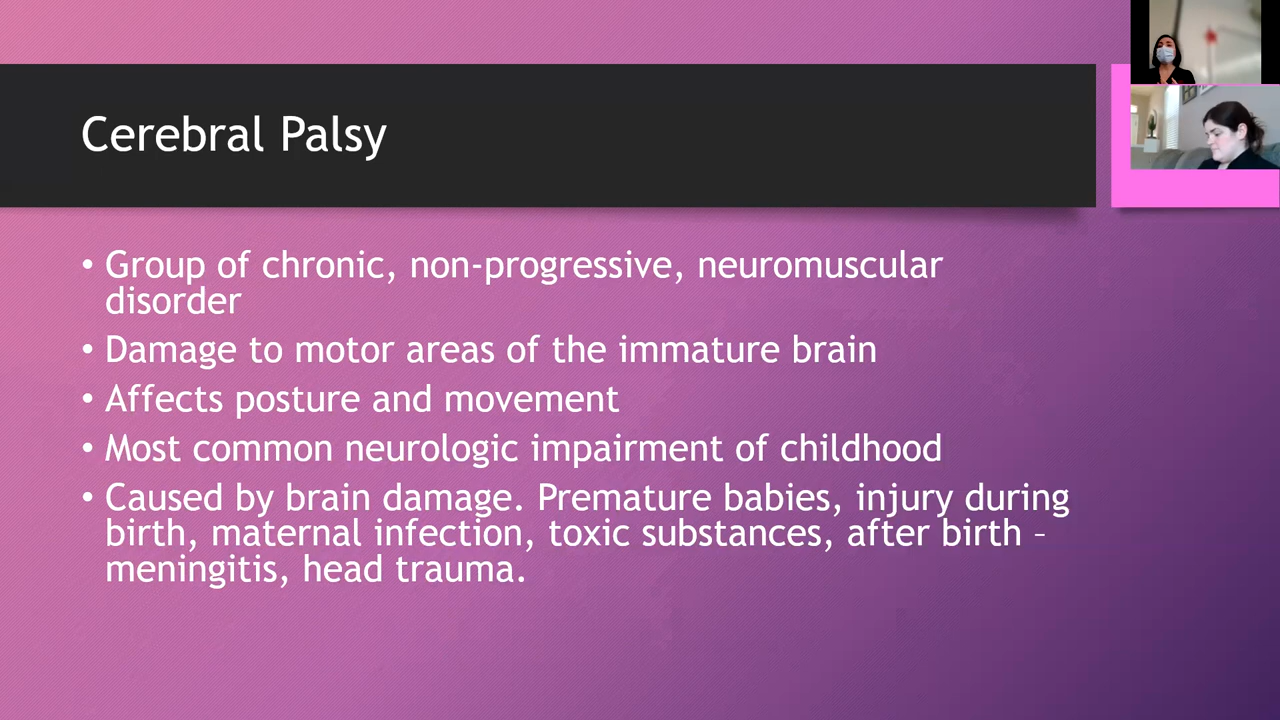 Cerebral Palsy
• Group of chronic, non-progressive, neuromuscular
disorder
• Damage to motor areas of the immature brain
• Affects posture and movement
• Most common neurologic impairment of childhood
• Caused by brain damage. Premature babies, injury during
birth, maternal infection, toxic substances, after birth –
meningitis, head trauma.